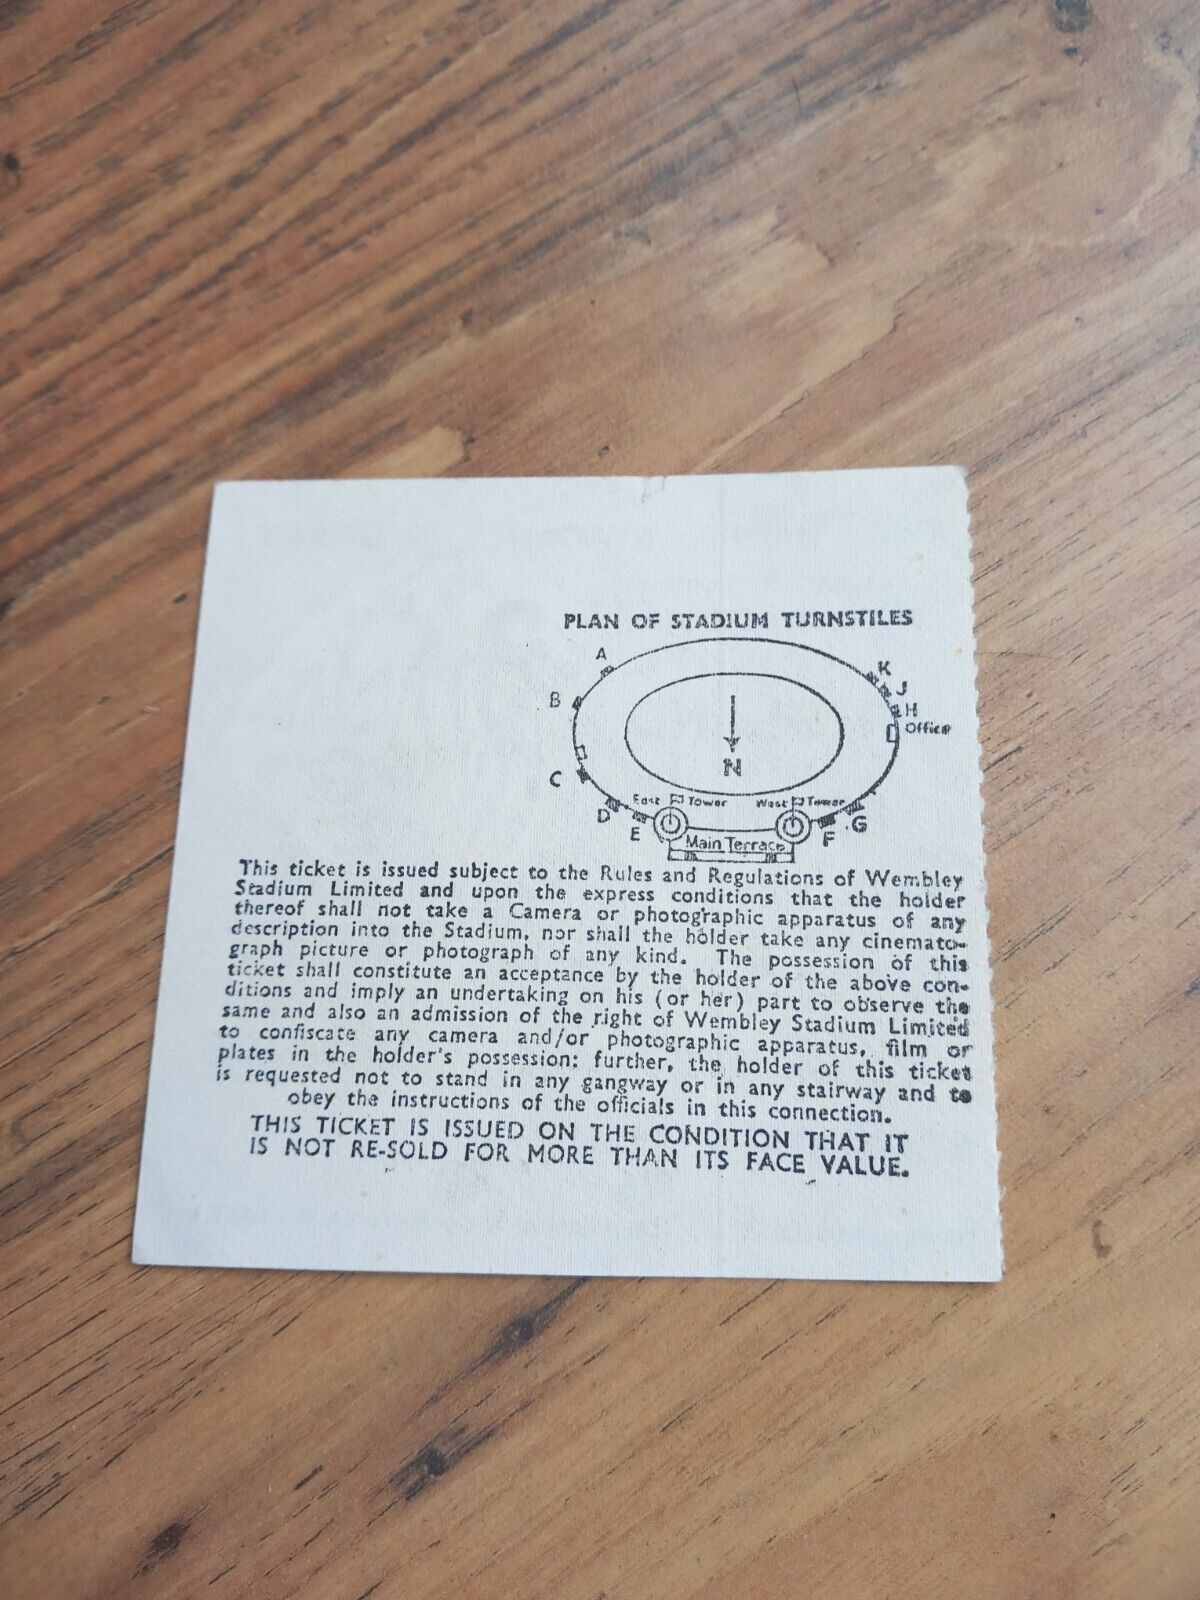 PLAN OF STADIUM TURNSTILES
A
K
B
J
H
Office
N
C
East Tower
West Tower
D
E
F
G
Main Terrace
This ticket is issued subject to the Rules and Regulations of Wembley
Stadium Limited and upon the express conditions that the holder
thereof shall not take a Camera or photographic apparatus of any
description into the Stadium, nor shall the holder take any cinemato-
graph picture or photograph of any kind. The possession of this
ticket shall constitute an acceptance by the holder of the above con-
ditions and imply an undertaking on his (or her) part to observe the
same and also an admission of the right of Wembley Stadium Limited
to confiscate any camera and/or photographic apparatus, film or
plates in the holder's possession: further, the holder of this ticket
is requested not to stand in any gangway or in any stairway and to
obey the instructions of the officials in this connection.
THIS TICKET IS ISSUED ON THE CONDITION THAT IT
IS NOT RE-SOLD FOR MORE THAN ITS FACE VALUE.